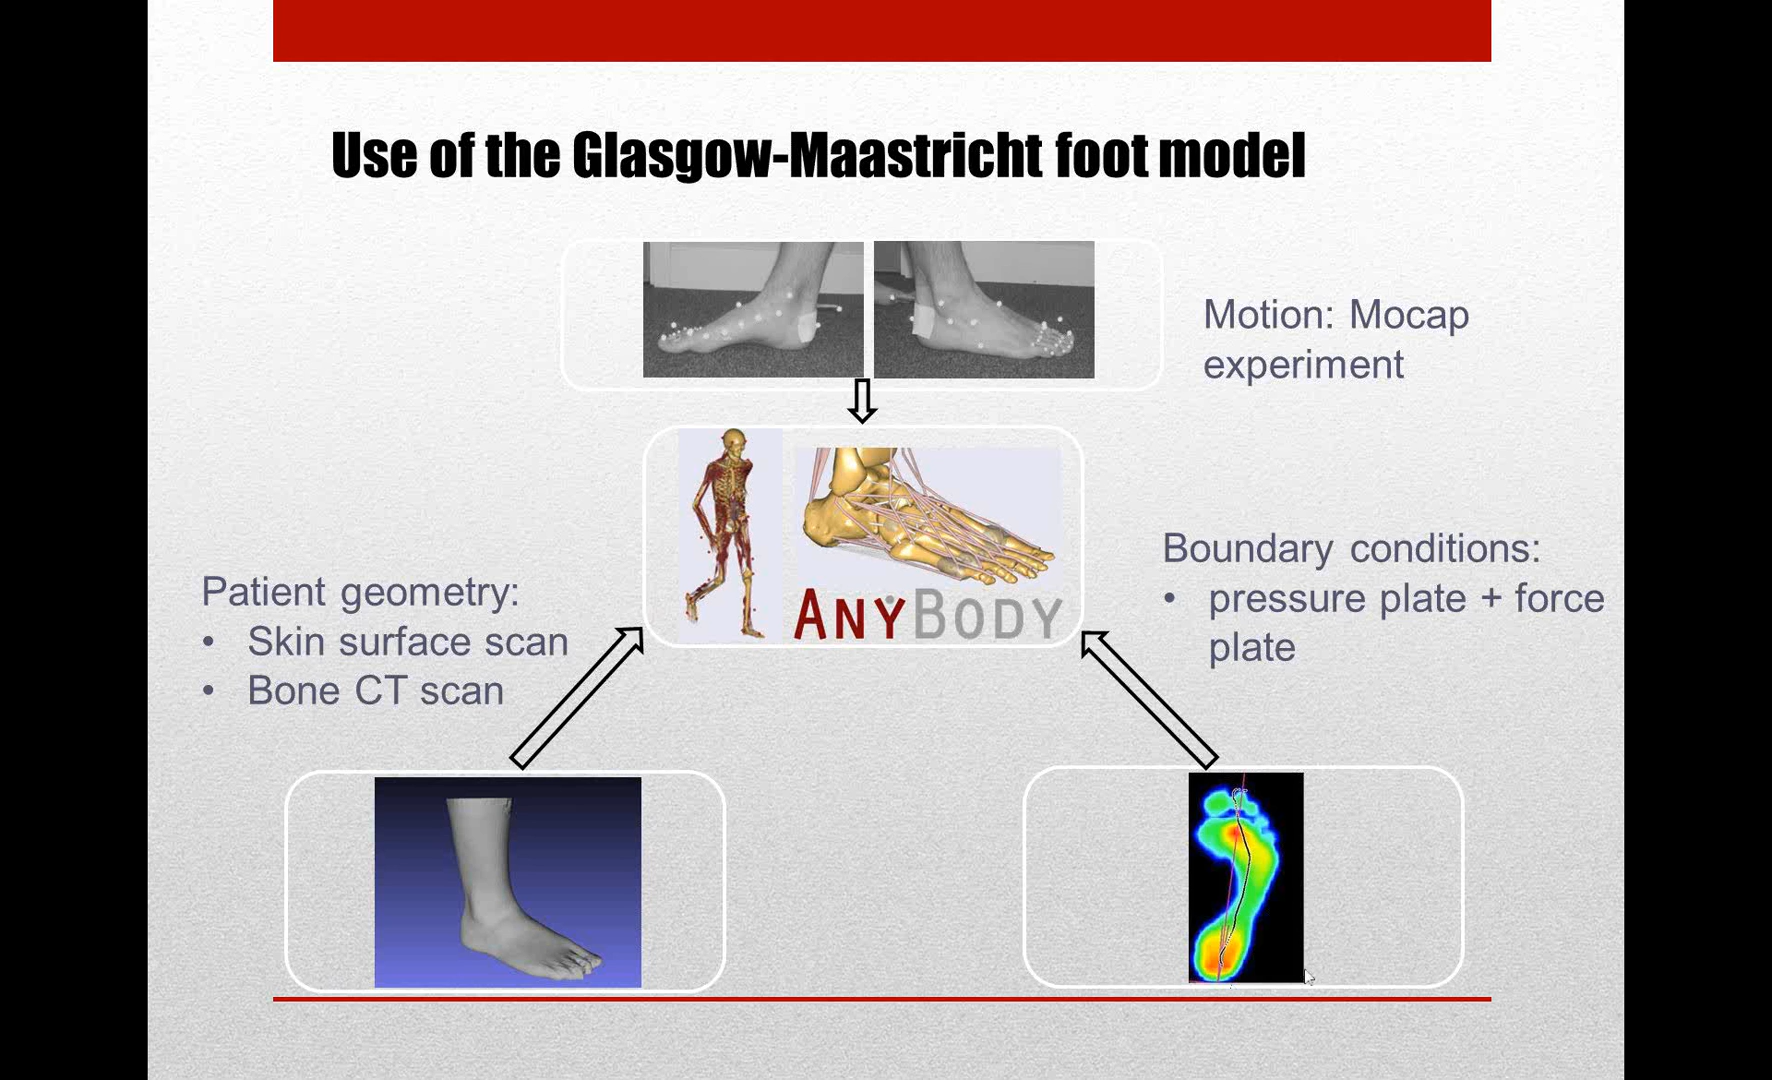 Use of the Glasgow-Maastricht foot model
Motion: Mocap
experiment
ANYBODY
Patient geometry:
• Skin surface scan
• Bone CT scan
Boundary conditions:
• pressure plate + force
plate